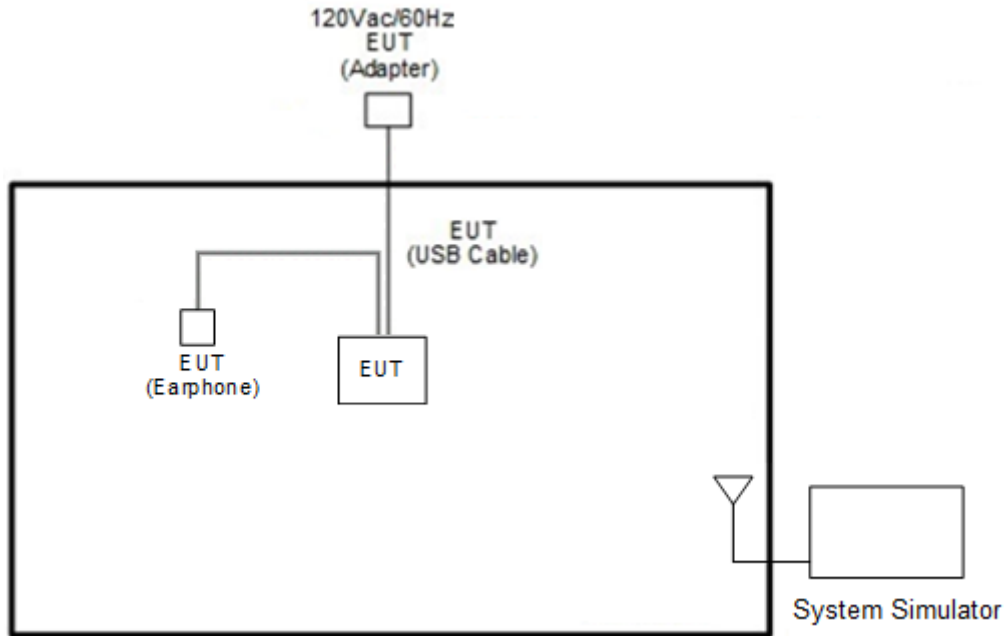 120Vac/60Hz
EUT
(Adapter)
EUT
(USB Cable)
EUT
(Earphone)
EUT
System Simulator